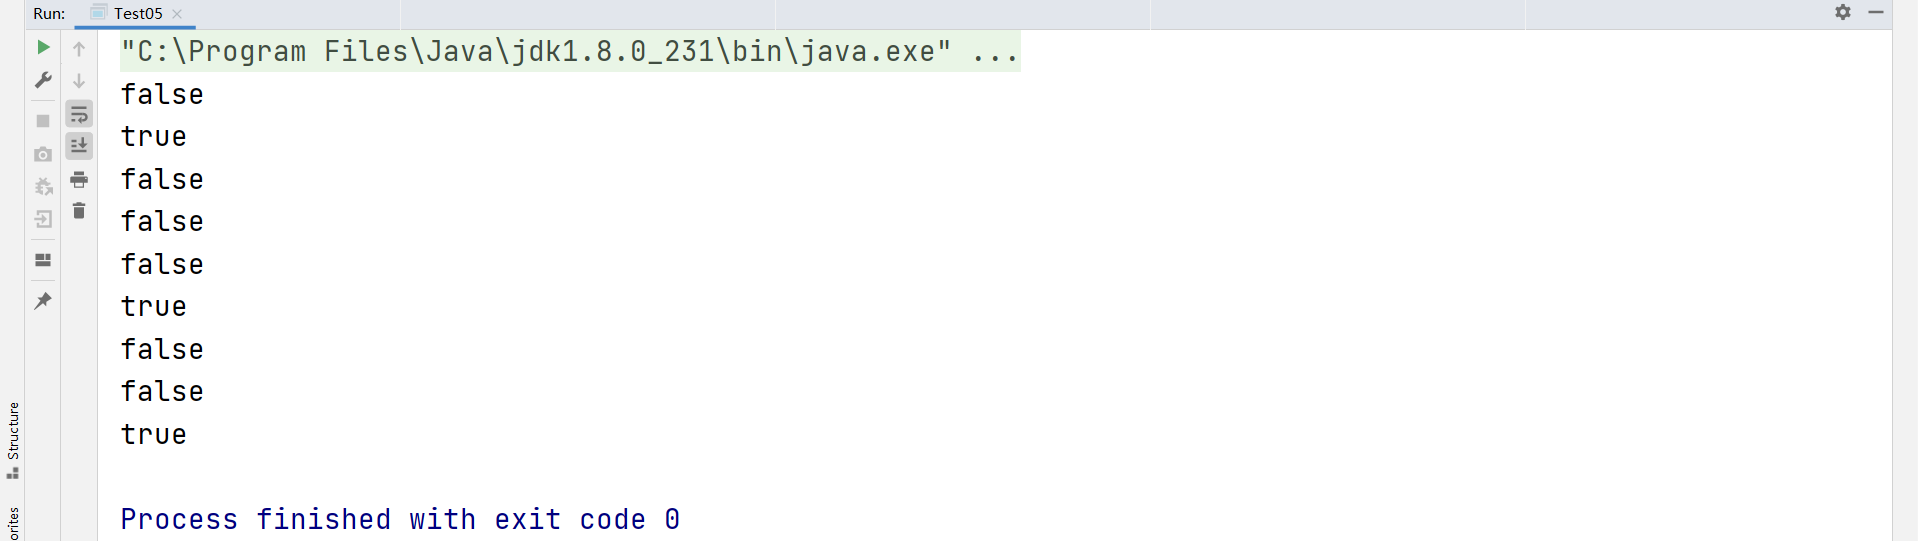 Run: Test05
"C:\Program Files\Java\jdk1.8.0_231\bin\java.exe" ...
false
true
false
false
false
true
false
false
true
Process finished with exit code 0
Structure